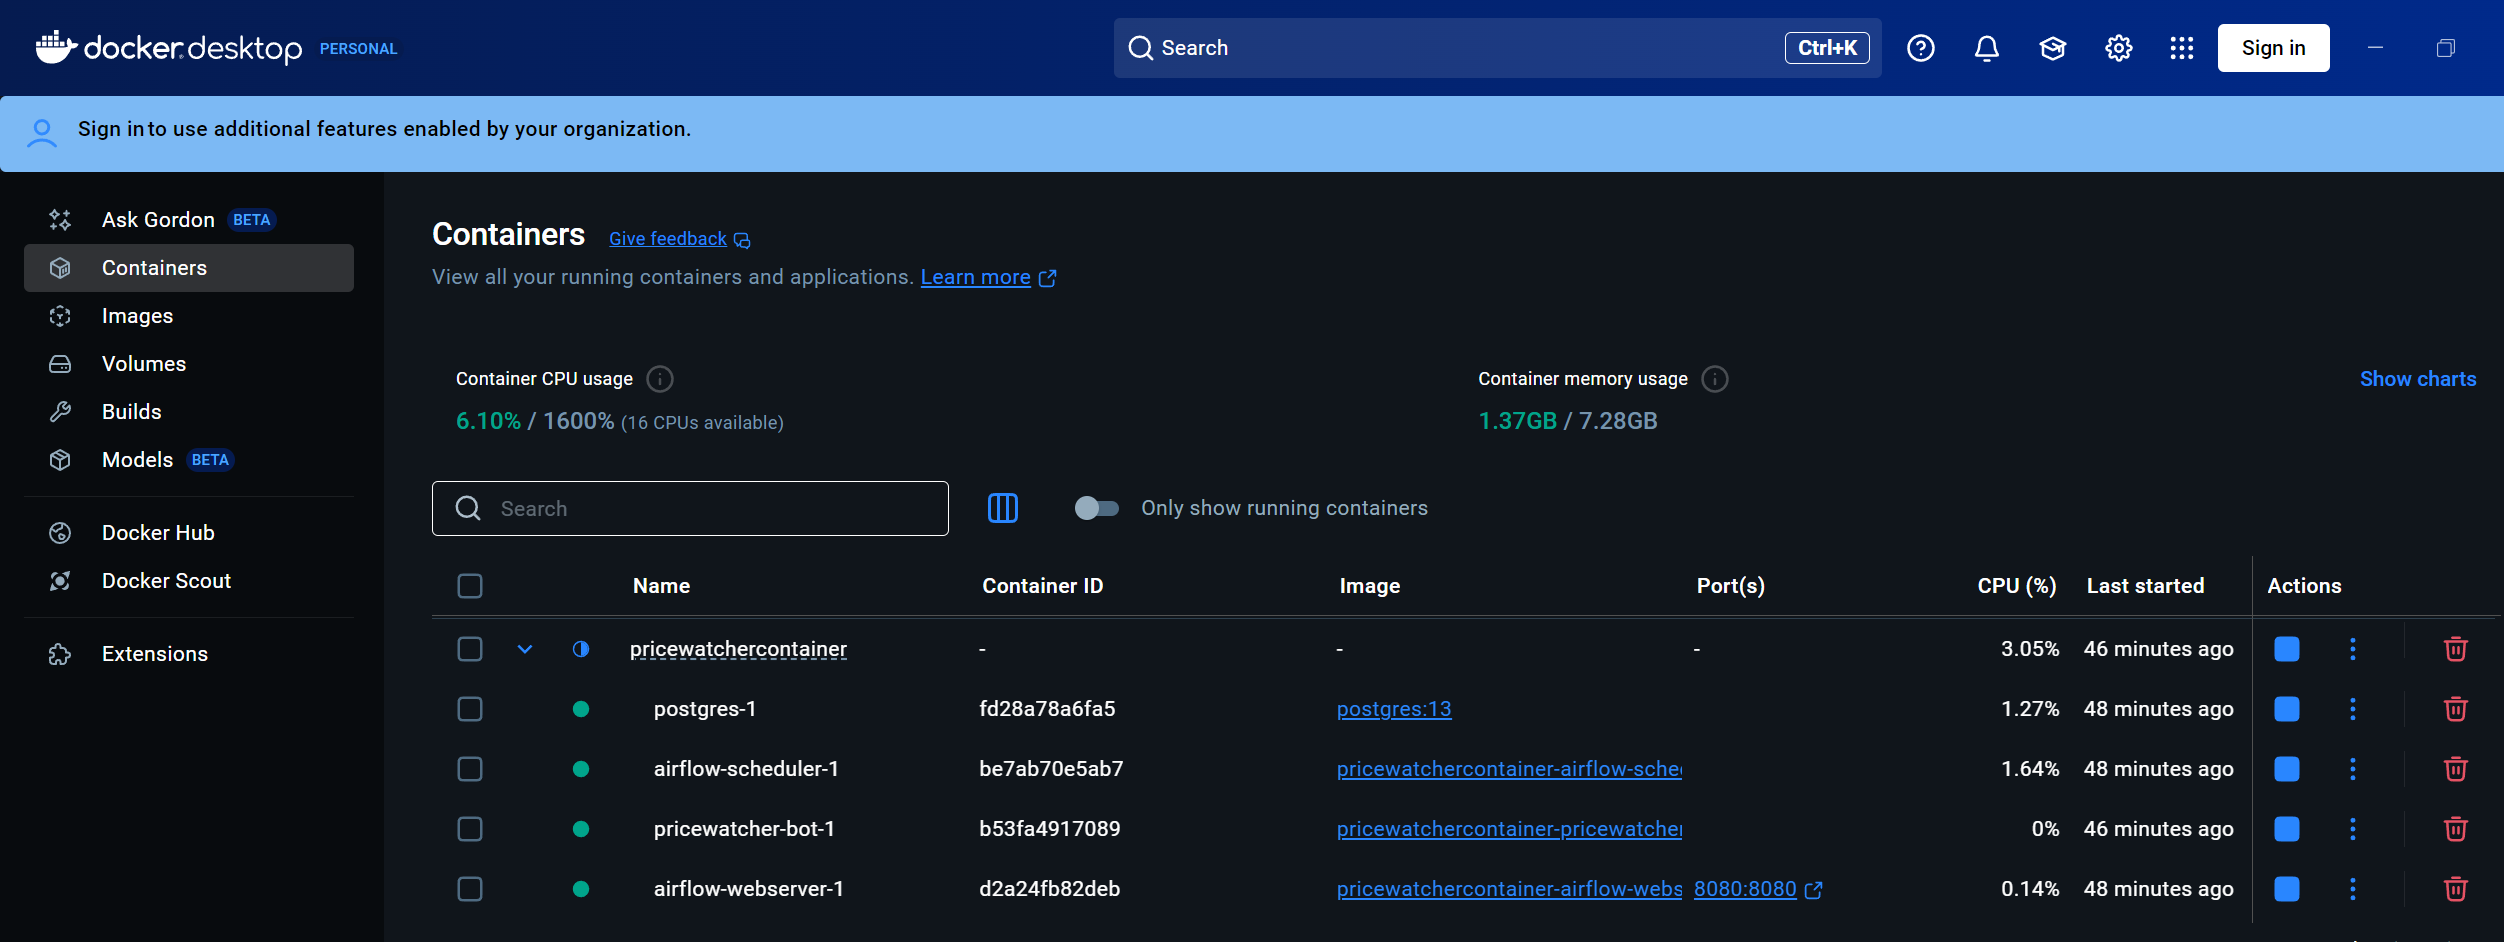 docker desktop PERSONAL
Search Ctrl+K
Sign in
Sign in to use additional features enabled by your organization.
Ask Gordon BETA
Containers
Images
Volumes
Builds
Models BETA
Docker Hub
Docker Scout
Extensions
Containers Give feedback
View all your running containers and applications. Learn more
Container CPU usage
6.10% / 1600% (16 CPUs available)
Container memory usage
1.37GB / 7.28GB
Show charts
Search
Only show running containers
Name Container ID Image Port(s) CPU (%) Last started Actions
pricewatchercontainer - - - 3.05% 46 minutes ago
postgres-1 fd28a78a6fa5 postgres:13 1.27% 48 minutes ago
airflow-scheduler-1 be7ab70e5ab7 pricewatchercontainer-airflow-sche 1.64% 48 minutes ago
pricewatcher-bot-1 b53fa4917089 pricewatchercontainer-pricewatcher 0% 46 minutes ago
airflow-webserver-1 d2a24fb82deb pricewatchercontainer-airflow-webs 8080:8080 0.14% 48 minutes ago